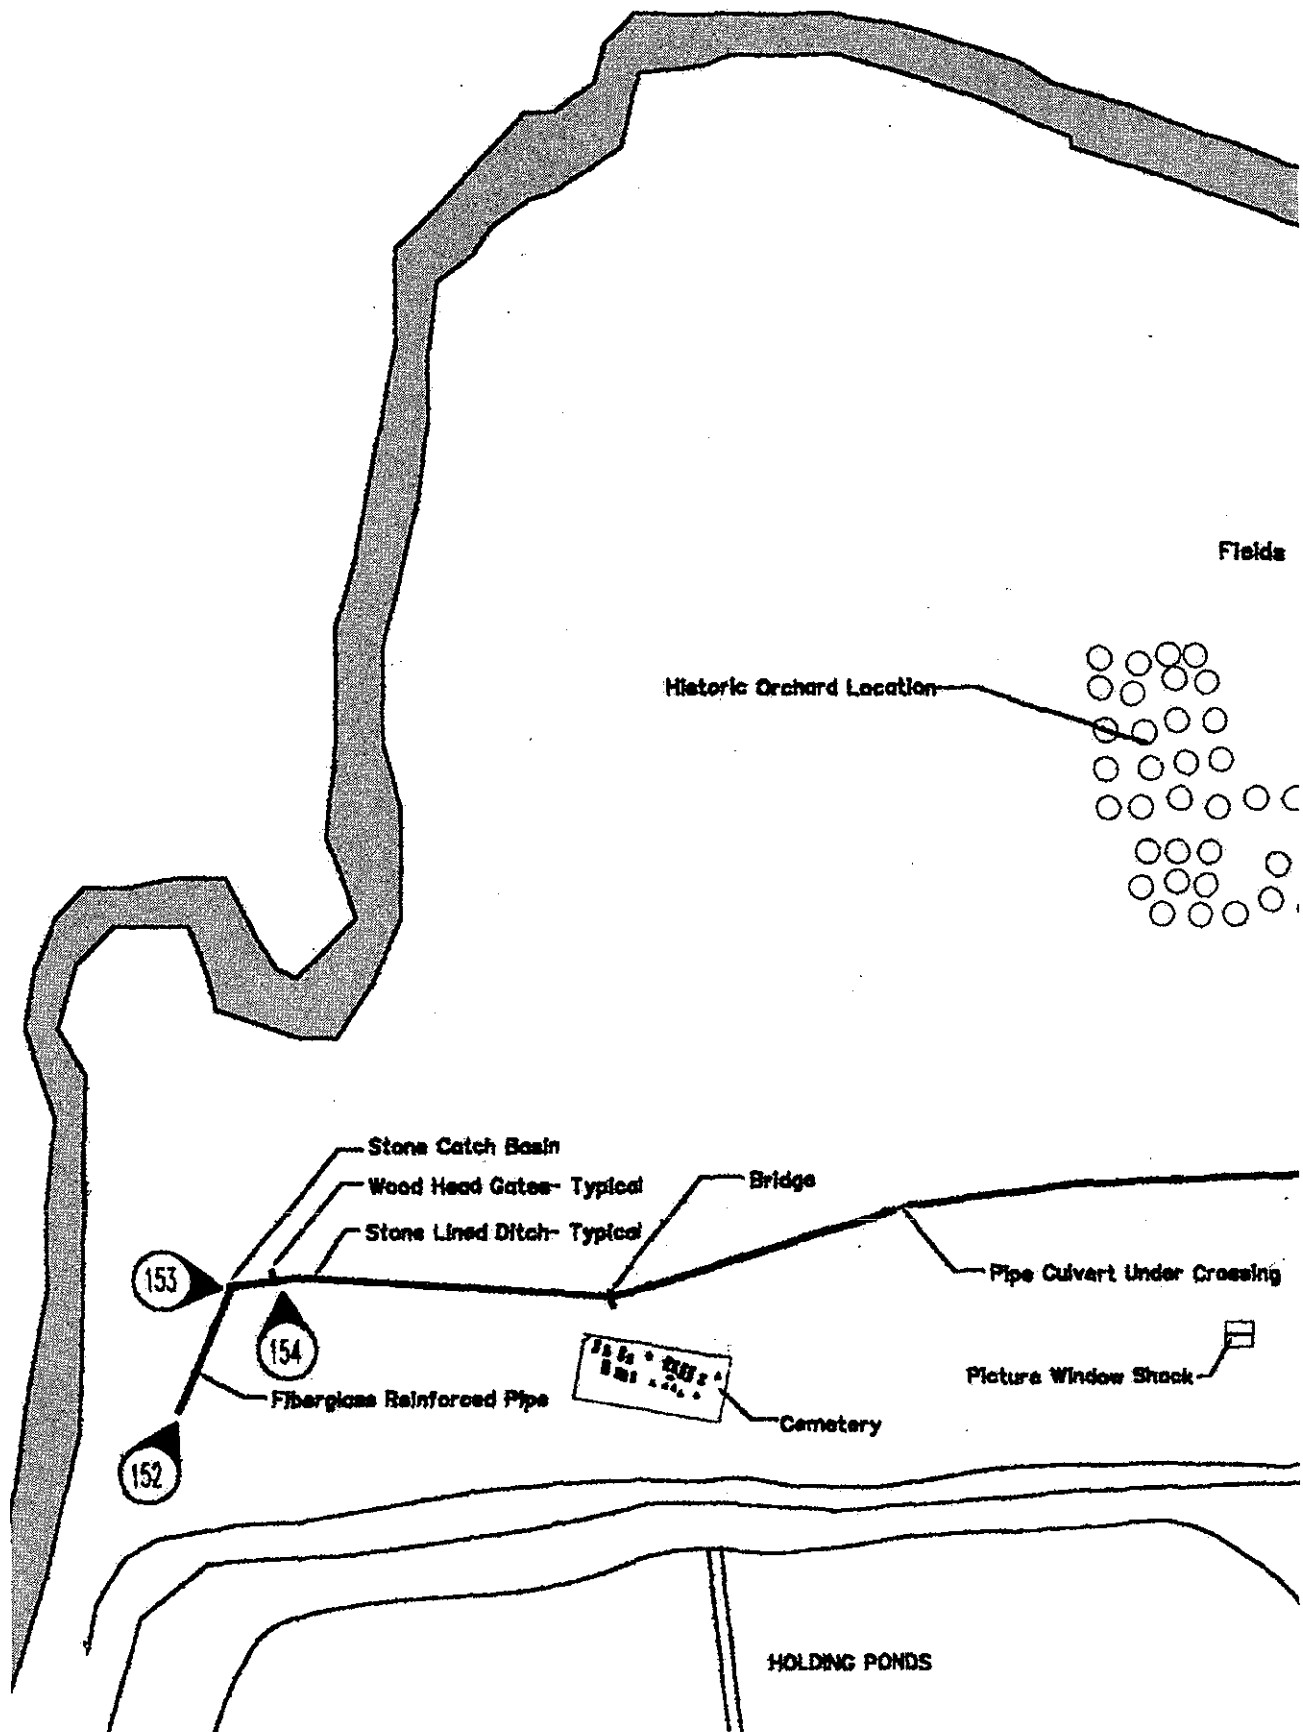 Fields
Historic Orchard Location
Stone Catch Basin
Wood Head Gates- Typical
Bridge
Stone Lined Ditch- Typical
153
Pipe Culvert Under Crossing
154
Picture Window Shack
Fiberglass Reinforced Pipe
Cemetery
152
HOLDING PONDS